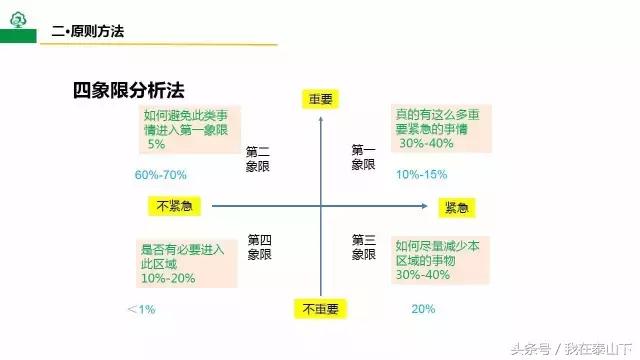 二·原则方法
四象限分析法
重要
如何避免此类事
情进入第一象限
5%
60%-70%
第二
象限
第一
象限
真的有这么多重
要紧急的事情
30%-40%
10%-15%
不紧急
紧急
是否有必要进入
此区域
10%-20%
<1%
第四
象限
第三
象限
如何尽量减少本
区域的事物
30%-40%
20%
不重要
头条号/我在泰山下